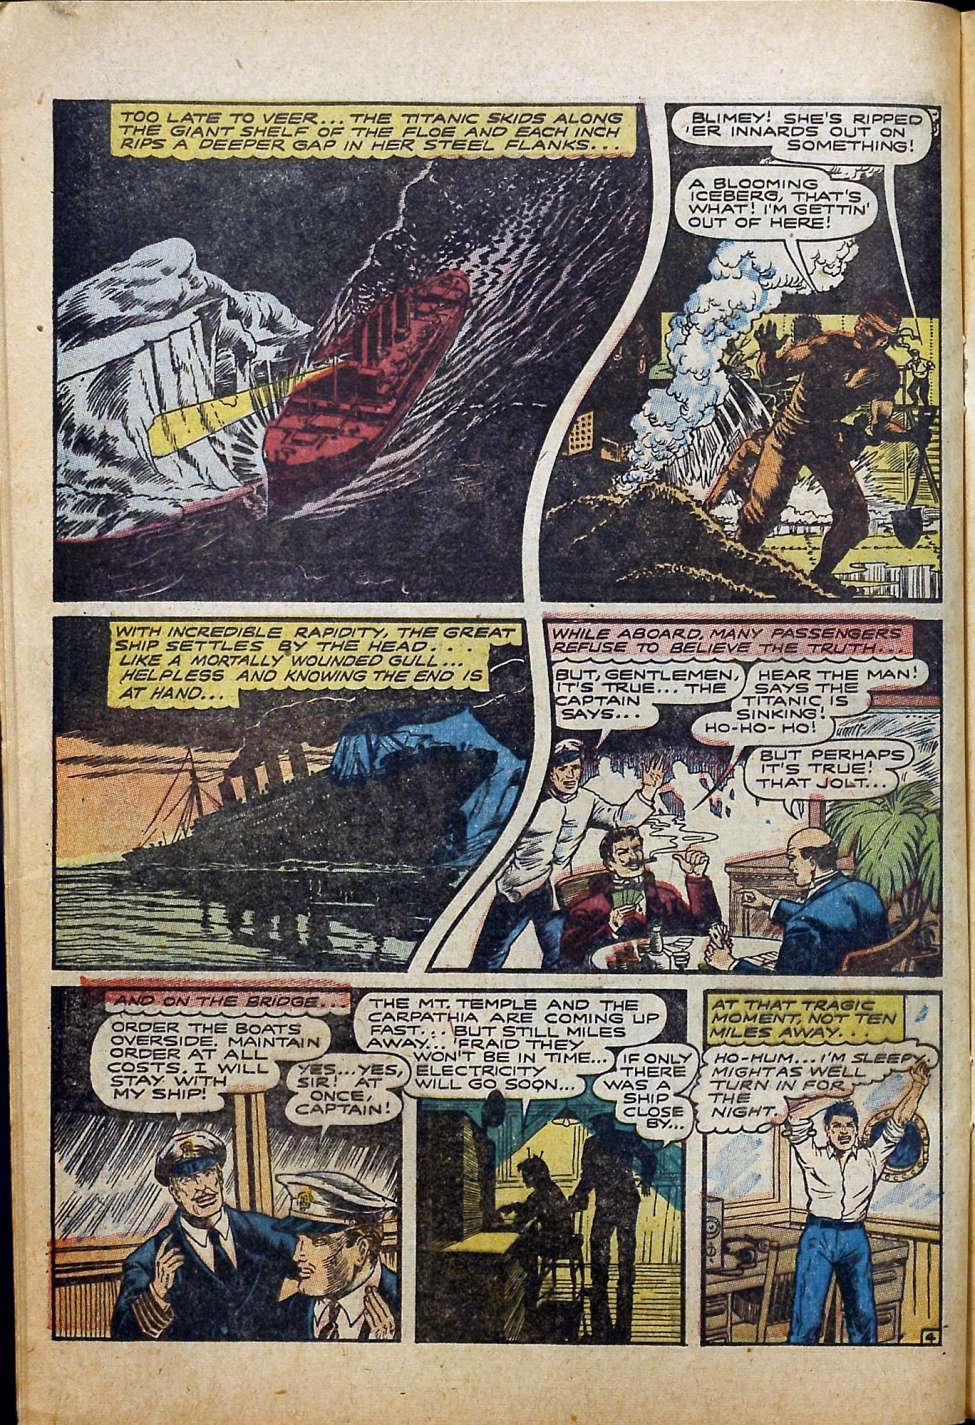 TOO LATE TO VEER... THE TITANIC SKIDS ALONG
THE GIANT SHELF OF THE FLOE AND EACH INCH
RIPS A DEEPER GAP IN HER STEEL FLANKS...
BLIMEY! SHE'S RIPPED
'ER INNARDS OUT ON
SOMETHING!
A BLOOMING
ICEBERG, THAT'S
WHAT! I'M GETTIN'
OUT OF HERE!
WITH INCREDIBLE RAPIDITY, THE GREAT
SHIP SETTLES BY THE HEAD...
LIKE A MORTALLY WOUNDED GULL...
HELPLESS AND KNOWING THE END IS
AT HAND...
WHILE ABOARD, MANY PASSENGERS
REFUSE TO BELIEVE THE TRUTH...
BUT, GENTLEMEN,
IT'S TRUE... THE
CAPTAIN
SAYS...
HEAR THE MAN!
SAYS THE
TITANIC IS
SINKING!
HO-HO-HO!
BUT PERHAPS
IT'S TRUE!
THAT JOLT...
AND ON THE BRIDGE...
ORDER THE BOATS
OVERSIDE. MAINTAIN
ORDER AT ALL
COSTS. I WILL
STAY WITH
MY SHIP!
YES... YES,
SIR! AT
ONCE,
CAPTAIN!
THE MT. TEMPLE AND THE
CARPATHIA ARE COMING UP
FAST... BUT STILL MILES
AWAY... 'FRAID THEY
WON'T BE IN TIME...
ELECTRICITY
WILL GO SOON...
IF ONLY
THERE
WAS A
SHIP
CLOSE
BY...
AT THAT TRAGIC
MOMENT, NOT TEN
MILES AWAY...
HO-HUM... I'M SLEEPY.
MIGHT AS WELL
TURN IN FOR
THE
NIGHT.
4